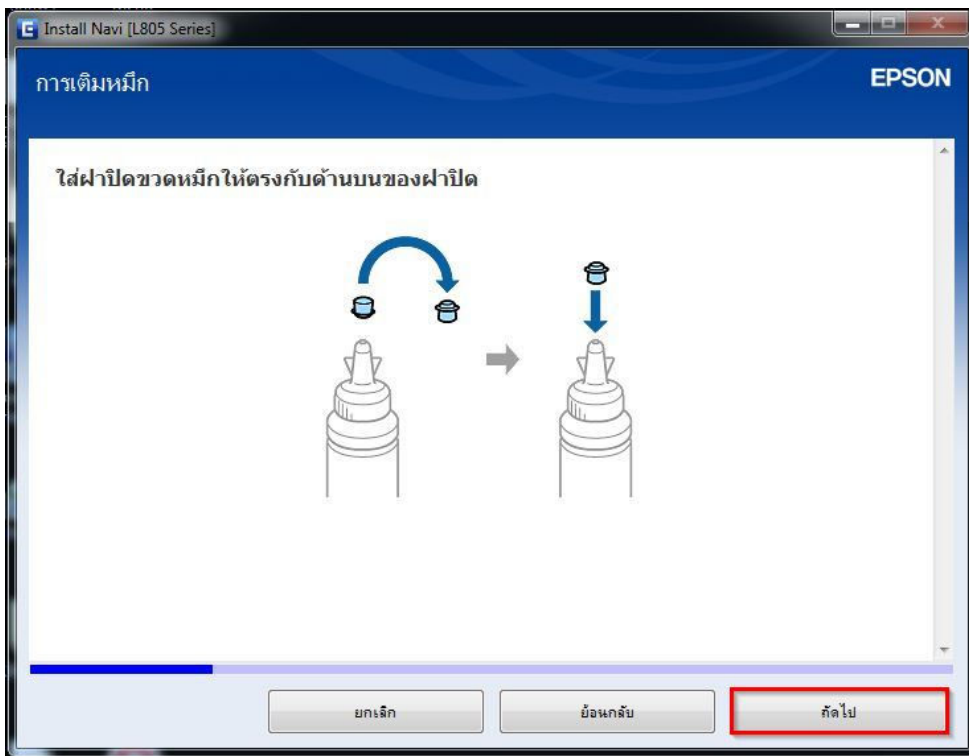 Install Navi [L805 Series]
การเติมหมึก
EPSON
ใส่ฝาปิดขวดหมึกให้ตรงกับด้านบนของฝาปิด
ยกเลิก
ย้อนกลับ
ถัดไป